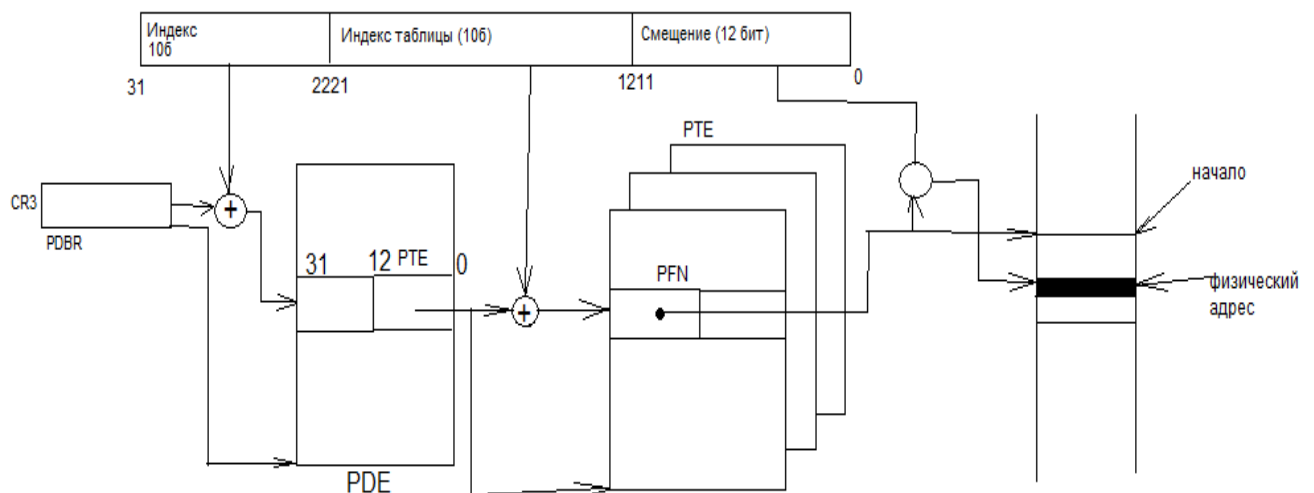 Индекс
10б
Индекс таблицы (10б)
Смещение (12 бит)
31
2221
1211
0
PTE
начало
CR3
PDBR
31
12
PTE
0
PFN
физический
адрес
PDE